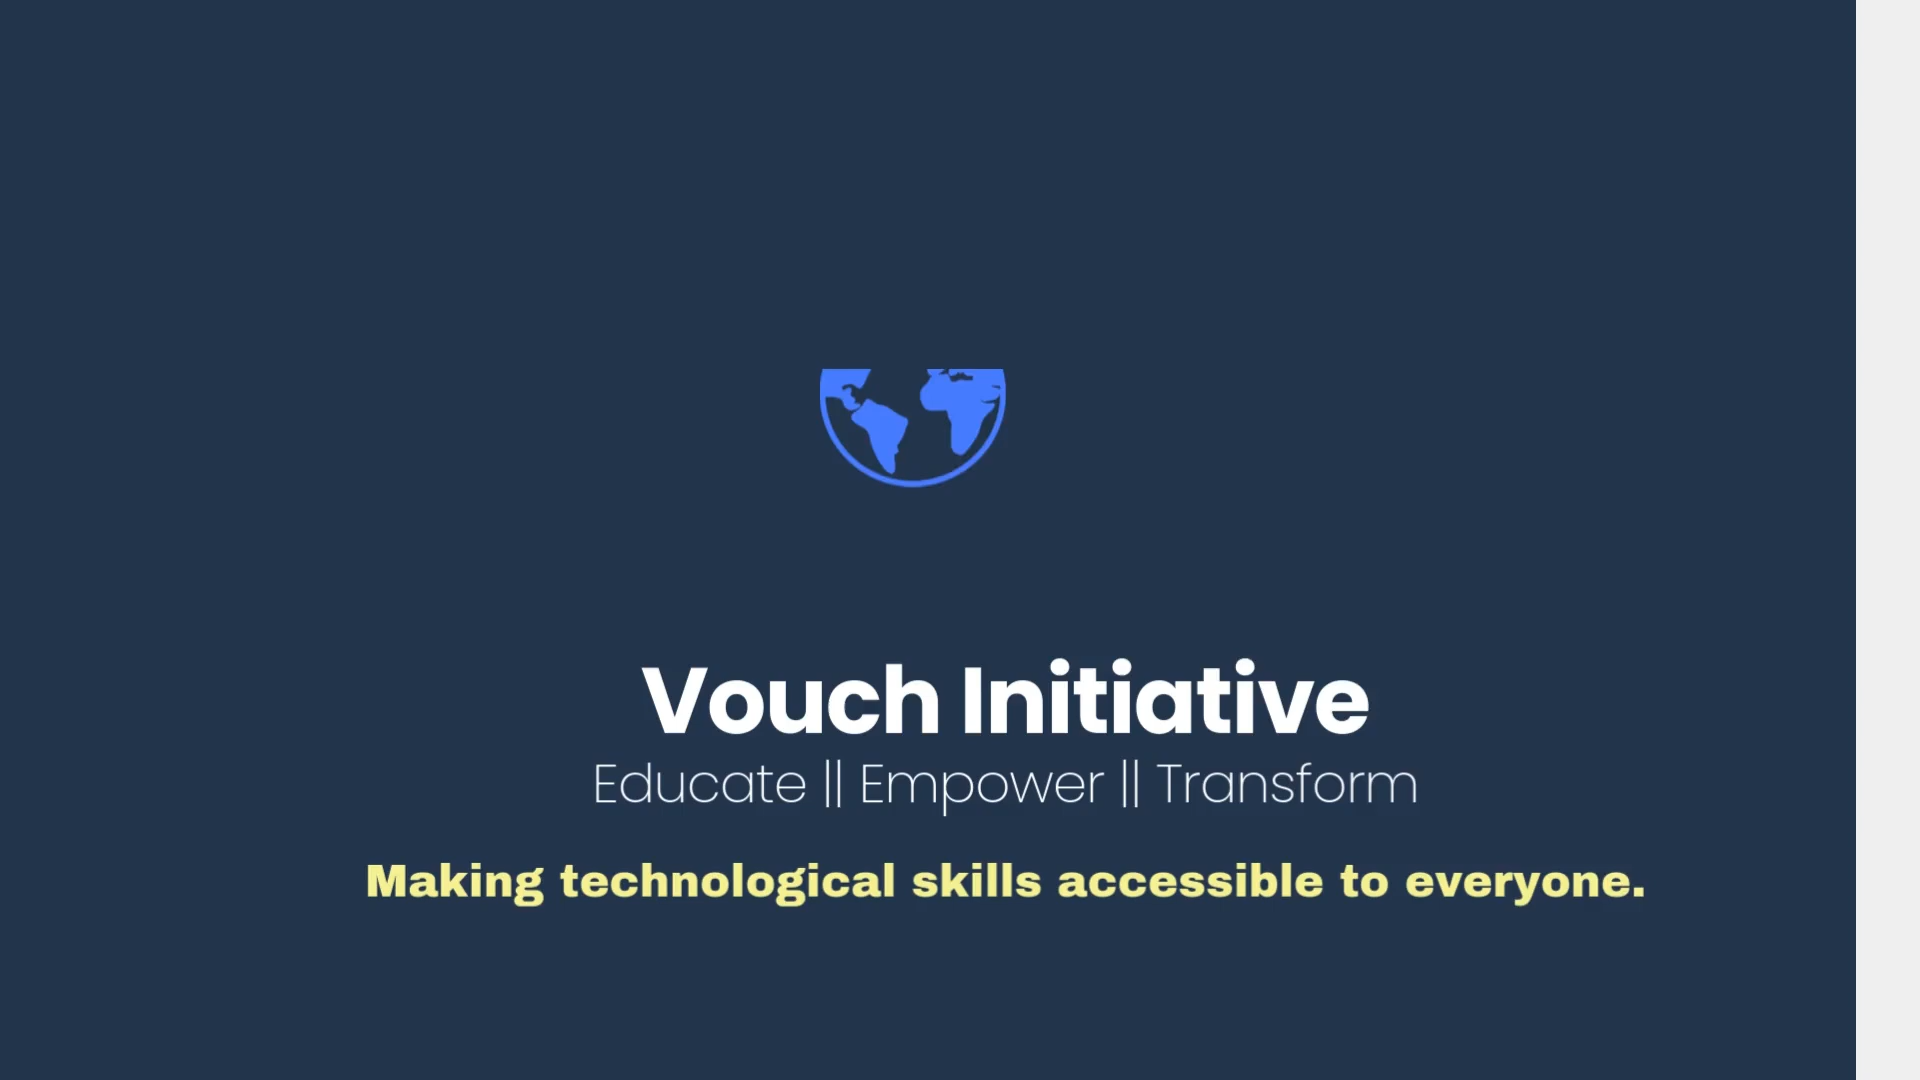 Vouch Initiative
Educate || Empower || Transform
Making technological skills accessible to everyone.